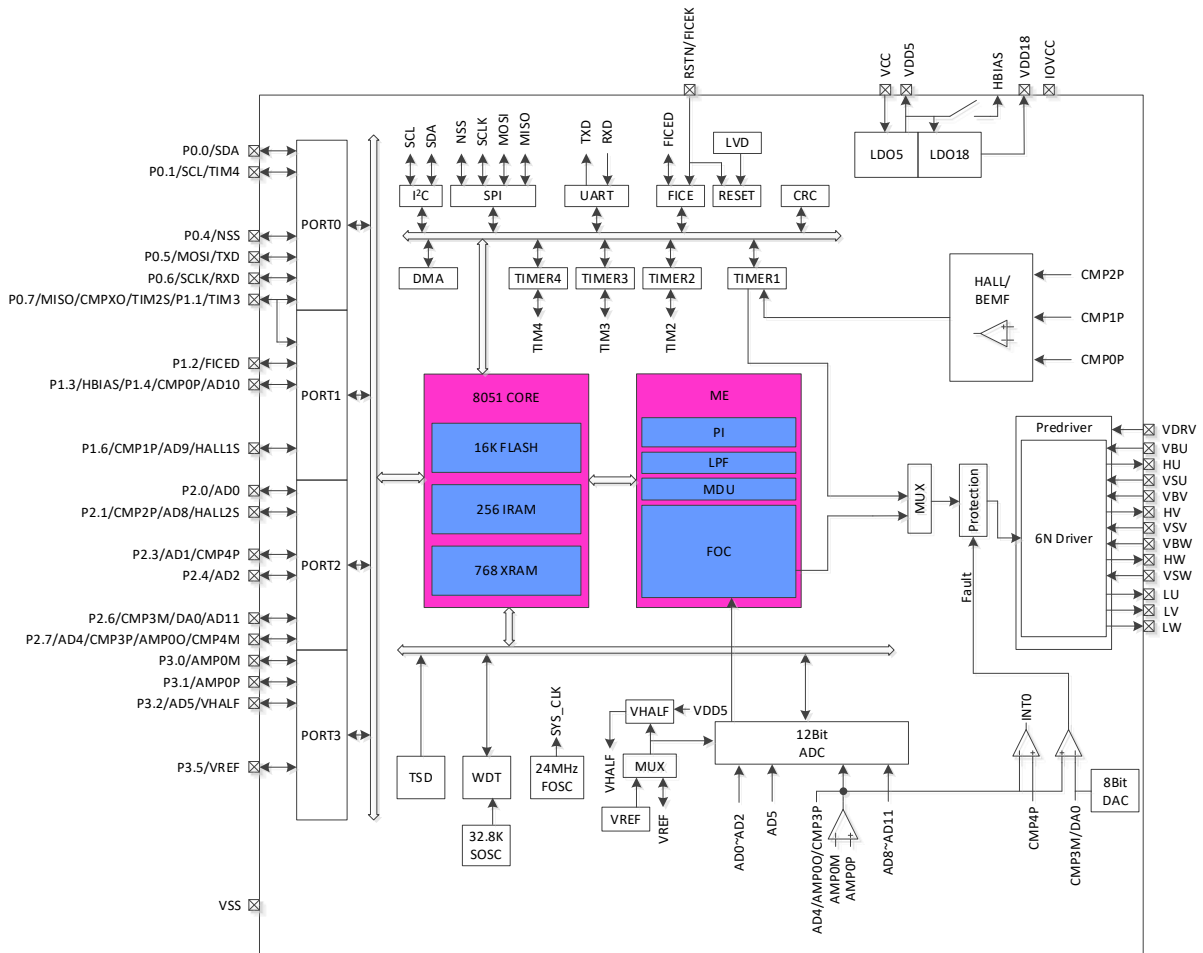 RSTN/FICEK
VCC
VDD5
HBIAS
VDD18
IOVCC
P0.0/SDA
P0.1/SCL/TIM4
P0.4/NSS
P0.5/MOSI/TXD
P0.6/SCLK/RXD
P0.7/MISO/CMPXO/TIM2S/P1.1/TIM3
P1.2/FICED
P1.3/HBIAS/P1.4/CMP0P/AD10
P1.6/CMP1P/AD9/HALL1S
P2.0/AD0
P2.1/CMP2P/AD8/HALL2S
P2.3/AD1/CMP4P
P2.4/AD2
P2.6/CMP3M/DA0/AD11
P2.7/AD4/CMP3P/AMP0O/CMP4M
P3.0/AMP0M
P3.1/AMP0P
P3.2/AD5/VHALF
P3.5/VREF
VSS
PORT0
PORT1
PORT2
PORT3
SCL
SDA
NSS
SCLK
MOSI
MISO
TXD
RXD
FICED
LVD
I²C
SPI
UART
FICE
RESET
CRC
LDO5
LDO18
DMA
TIMER4
TIMER3
TIMER2
TIMER1
TIM4
TIM3
TIM2
HALL/
BEMF
CMP2P
CMP1P
CMP0P
8051 CORE
16K FLASH
256 IRAM
768 XRAM
ME
PI
LPF
MDU
FOC
MUX
Protection
Fault
Predriver
6N Driver
VDRV
VBU
HU
VSU
VBV
HV
VSV
VBW
HW
VSW
LU
LV
LW
TSD
WDT
32.8K
SOSC
SYS_CLK
24MHz
FOSC
VHALF
VDD5
VHALF
MUX
VREF
VREF
12Bit
ADC
AD0~AD2
AD5
AD4/AMP0O/CMP3P
AMP0M
AMP0P
AD8~AD11
INT0
CMP4P
CMP3M/DA0
8Bit
DAC